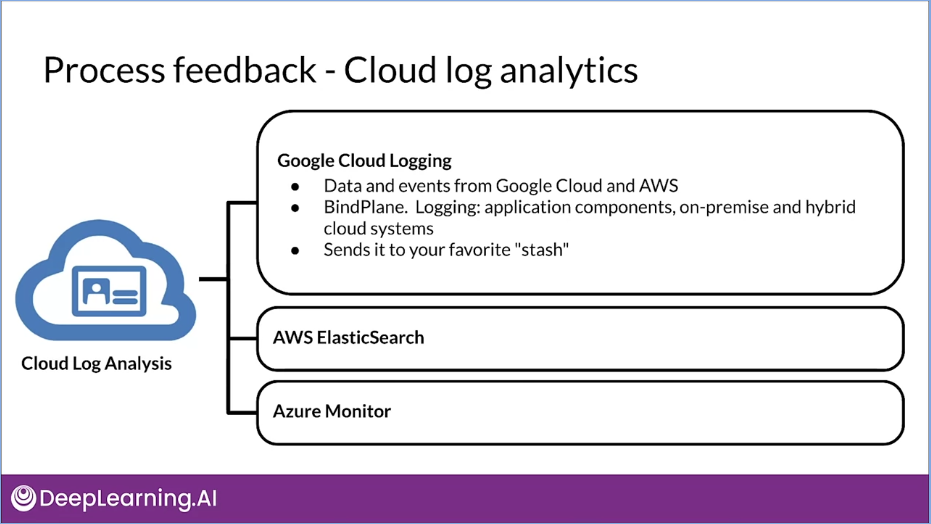 Process feedback - Cloud log analytics
Google Cloud Logging
● Data and events from Google Cloud and AWS
● BindPlane. Logging: application components, on-premise and hybrid
cloud systems
● Sends it to your favorite "stash"
Cloud Log Analysis
AWS ElasticSearch
Azure Monitor
DeepLearning.AI